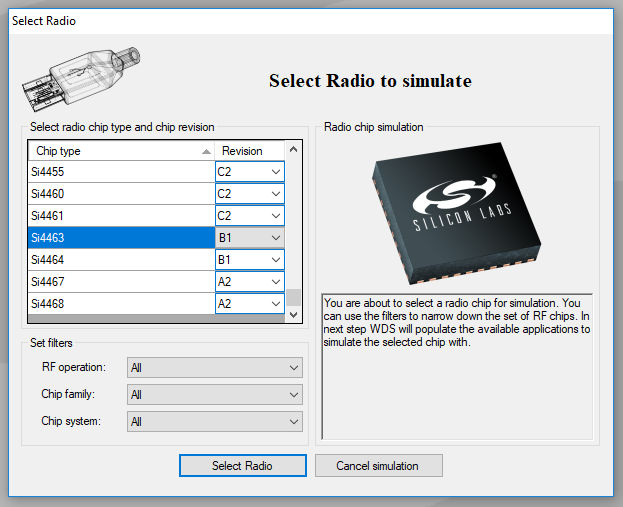 Select Radio
Select Radio to simulate
Select radio chip type and chip revision
Chip type Revision
Si4455 C2
Si4460 C2
Si4461 C2
Si4463 B1
Si4464 B1
Si4467 A2
Si4468 A2
Set filters
RF operation: All
Chip family: All
Chip system: All
Radio chip simulation
SILICON LABS
You are about to select a radio chip for simulation. You
can use the filters to narrow down the set of RF chips. In
next step WDS will populate the available applications to
simulate the selected chip with.
Select Radio
Cancel simulation